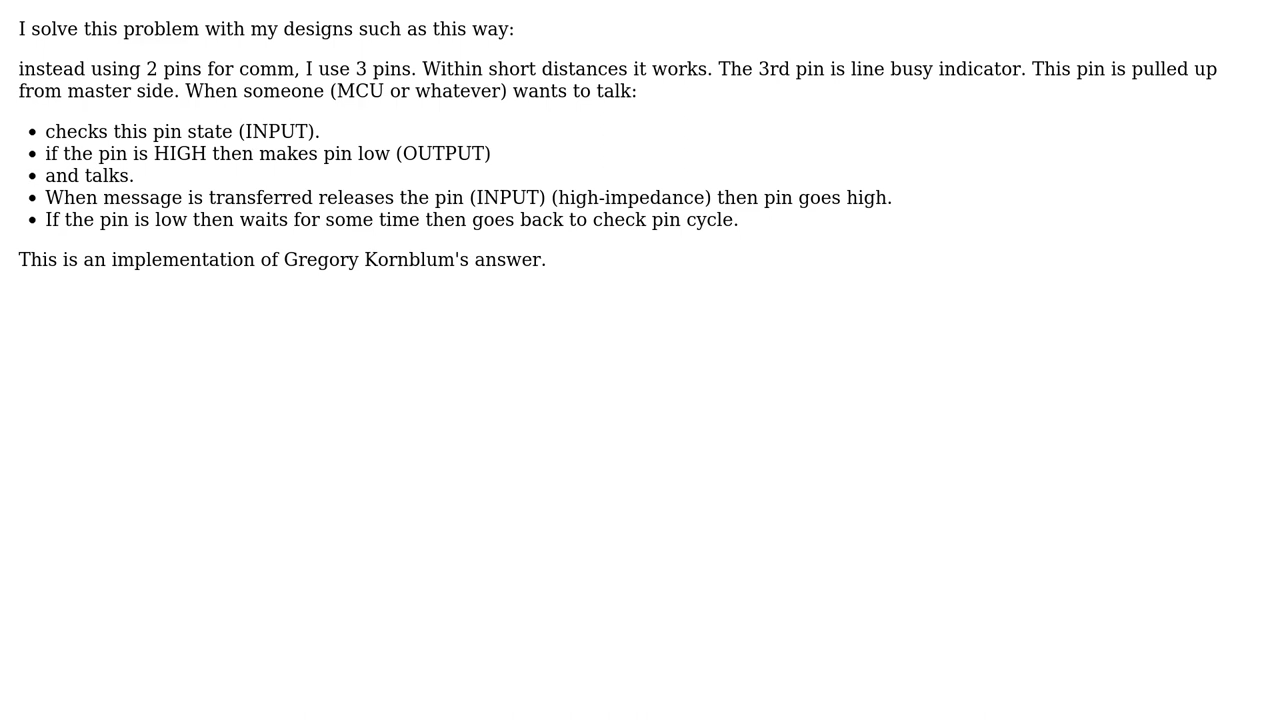 I solve this problem with my designs such as this way:
instead using 2 pins for comm, I use 3 pins. Within short distances it works. The 3rd pin is line busy indicator. This pin is pulled up
from master side. When someone (MCU or whatever) wants to talk:
• checks this pin state (INPUT).
• if the pin is HIGH then makes pin low (OUTPUT)
• and talks.
• When message is transferred releases the pin (INPUT) (high-impedance) then pin goes high.
• If the pin is low then waits for some time then goes back to check pin cycle.
This is an implementation of Gregory Kornblum's answer.